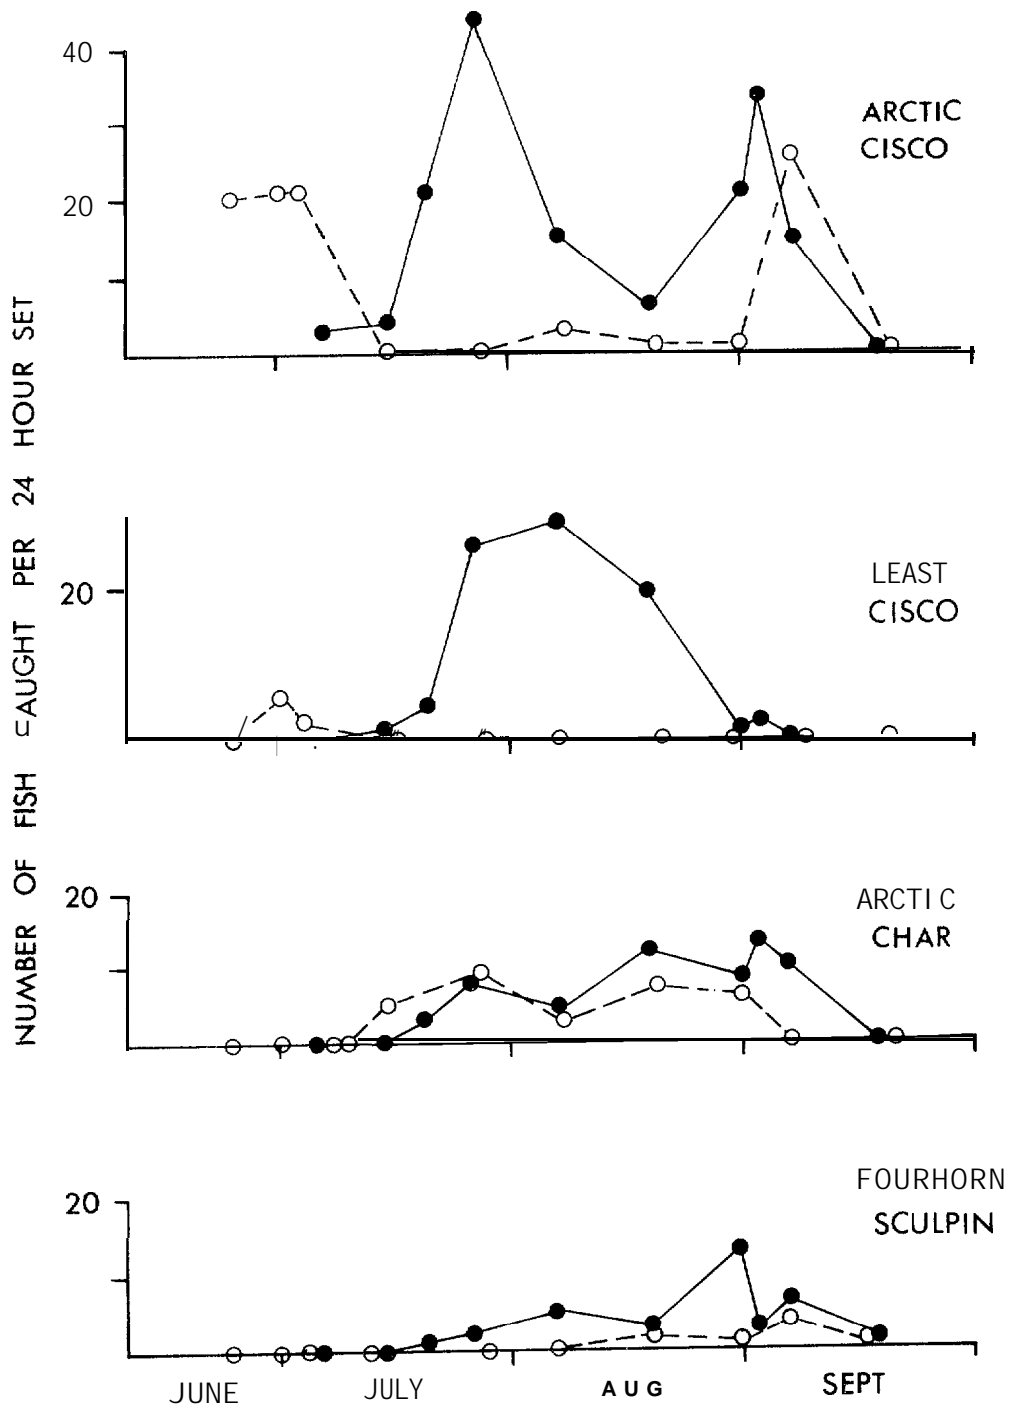 NUMBER OF FISH CAUGHT PER 24 HOUR SET
40
20
ARCTIC
CISCO
20
LEAST
CISCO
20
ARCTIC
CHAR
20
FOURHORN
SCULPIN
JUNE JULY AUG SEPT